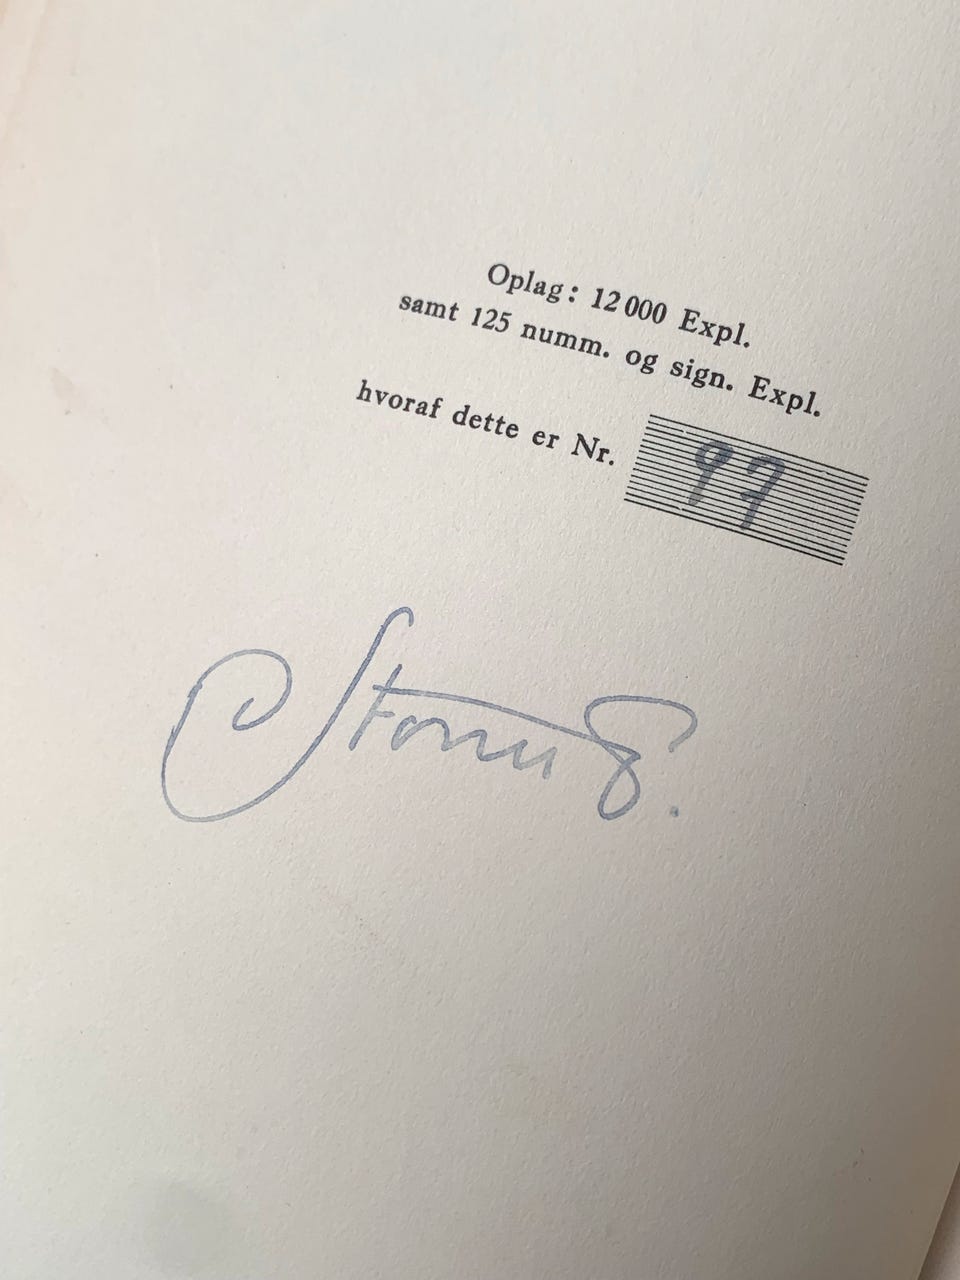 Oplag: 12000 Expl.
samt 125 numm. og sign. Expl.
hvoraf dette er Nr. 97
Storm P.